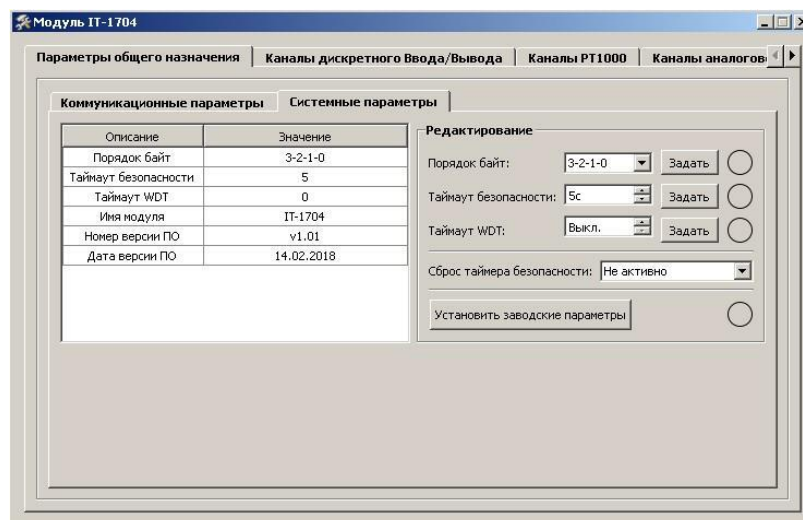 Модуль IT-1704
Параметры общего назначения Каналы дискретного Ввода/Вывода Каналы PT1000 Каналы аналогов
Коммуникационные параметры Системные параметры
Описание Значение
Порядок байт 3-2-1-0
Таймаут безопасности 5
Таймаут WDT 0
Имя модуля IT-1704
Номер версии ПО v1.01
Дата версии ПО 14.02.2018
Редактирование
Порядок байт: 3-2-1-0 Задать
Таймаут безопасности: 5с Задать
Таймаут WDT: Выкл. Задать
Сброс таймера безопасности: Не активно
Установить заводские параметры